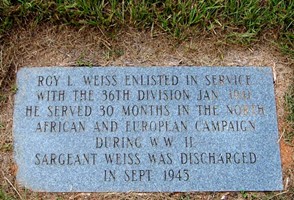 ROY L. WEISS ENLISTED IN SERVICE
WITH THE 36TH DIVISION JAN
HE SERVED 30 MONTHS IN THE NORTH
AFRICAN AND EUROPEAN CAMPAIGN
DURING W W II
SARGEANT WEISS WAS DISCHARGED
IN SEPT 1945